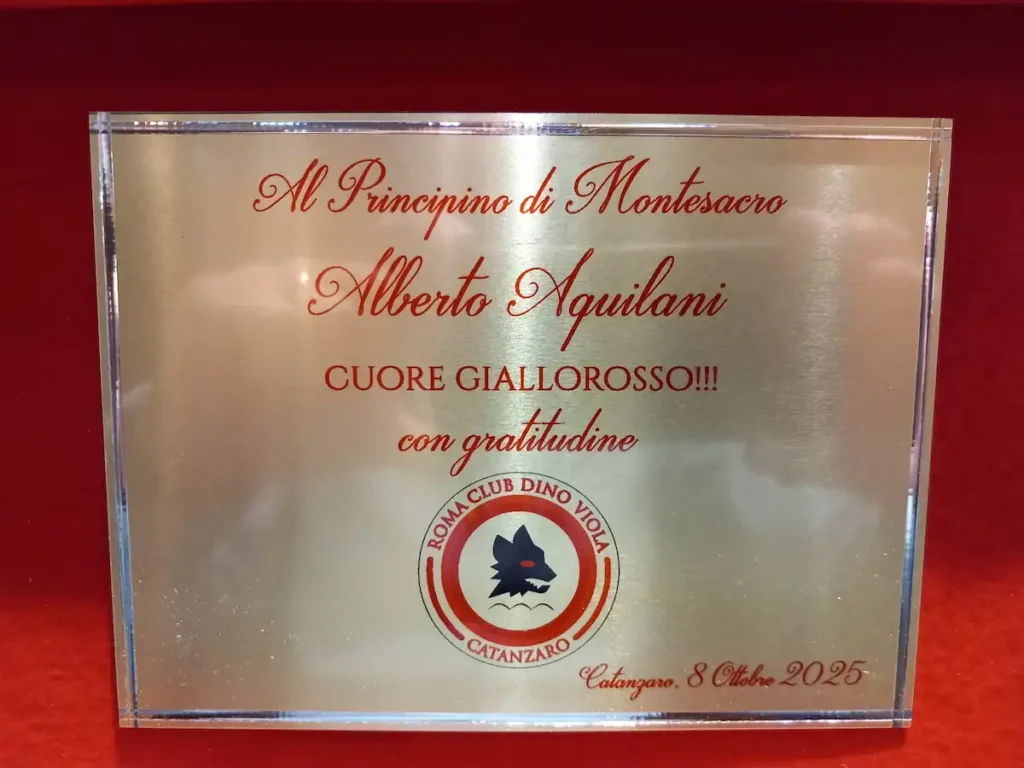 Al Principino di Montesacro
Alberto Aquilani
CUORE GIALLOROSSO!!!
con gratitudine
ROMA CLUB DINO VIOLA
CATANZARO
Catanzaro, 8 Ottobre 2025